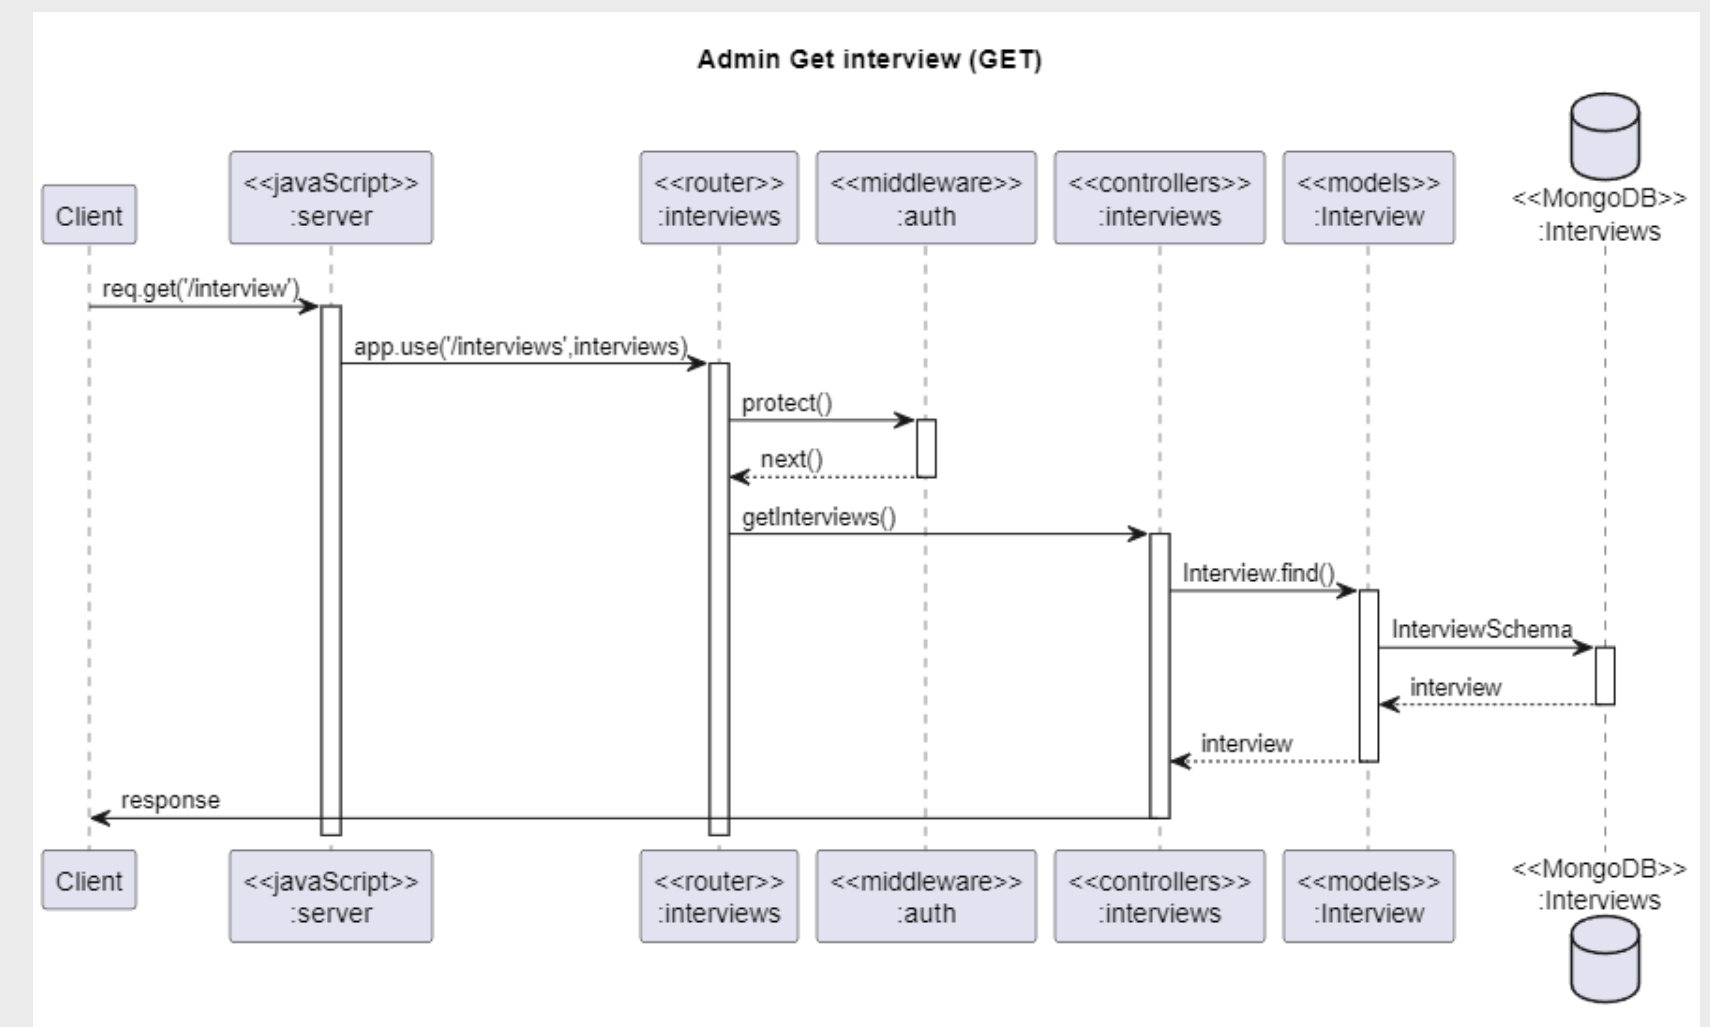 Admin Get interview (GET)
Client
<<javaScript>>
:server
<<router>>
:interviews
<<middleware>>
:auth
<<controllers>>
:interviews
<<models>>
:Interview
<<MongoDB>>
:Interviews
req.get('/interview')
app.use('/interviews',interviews)
protect()
next()
getInterviews()
Interview.find()
InterviewSchema
interview
interview
response
Client
<<javaScript>>
:server
<<router>>
:interviews
<<middleware>>
:auth
<<controllers>>
:interviews
<<models>>
:Interview
<<MongoDB>>
:Interviews